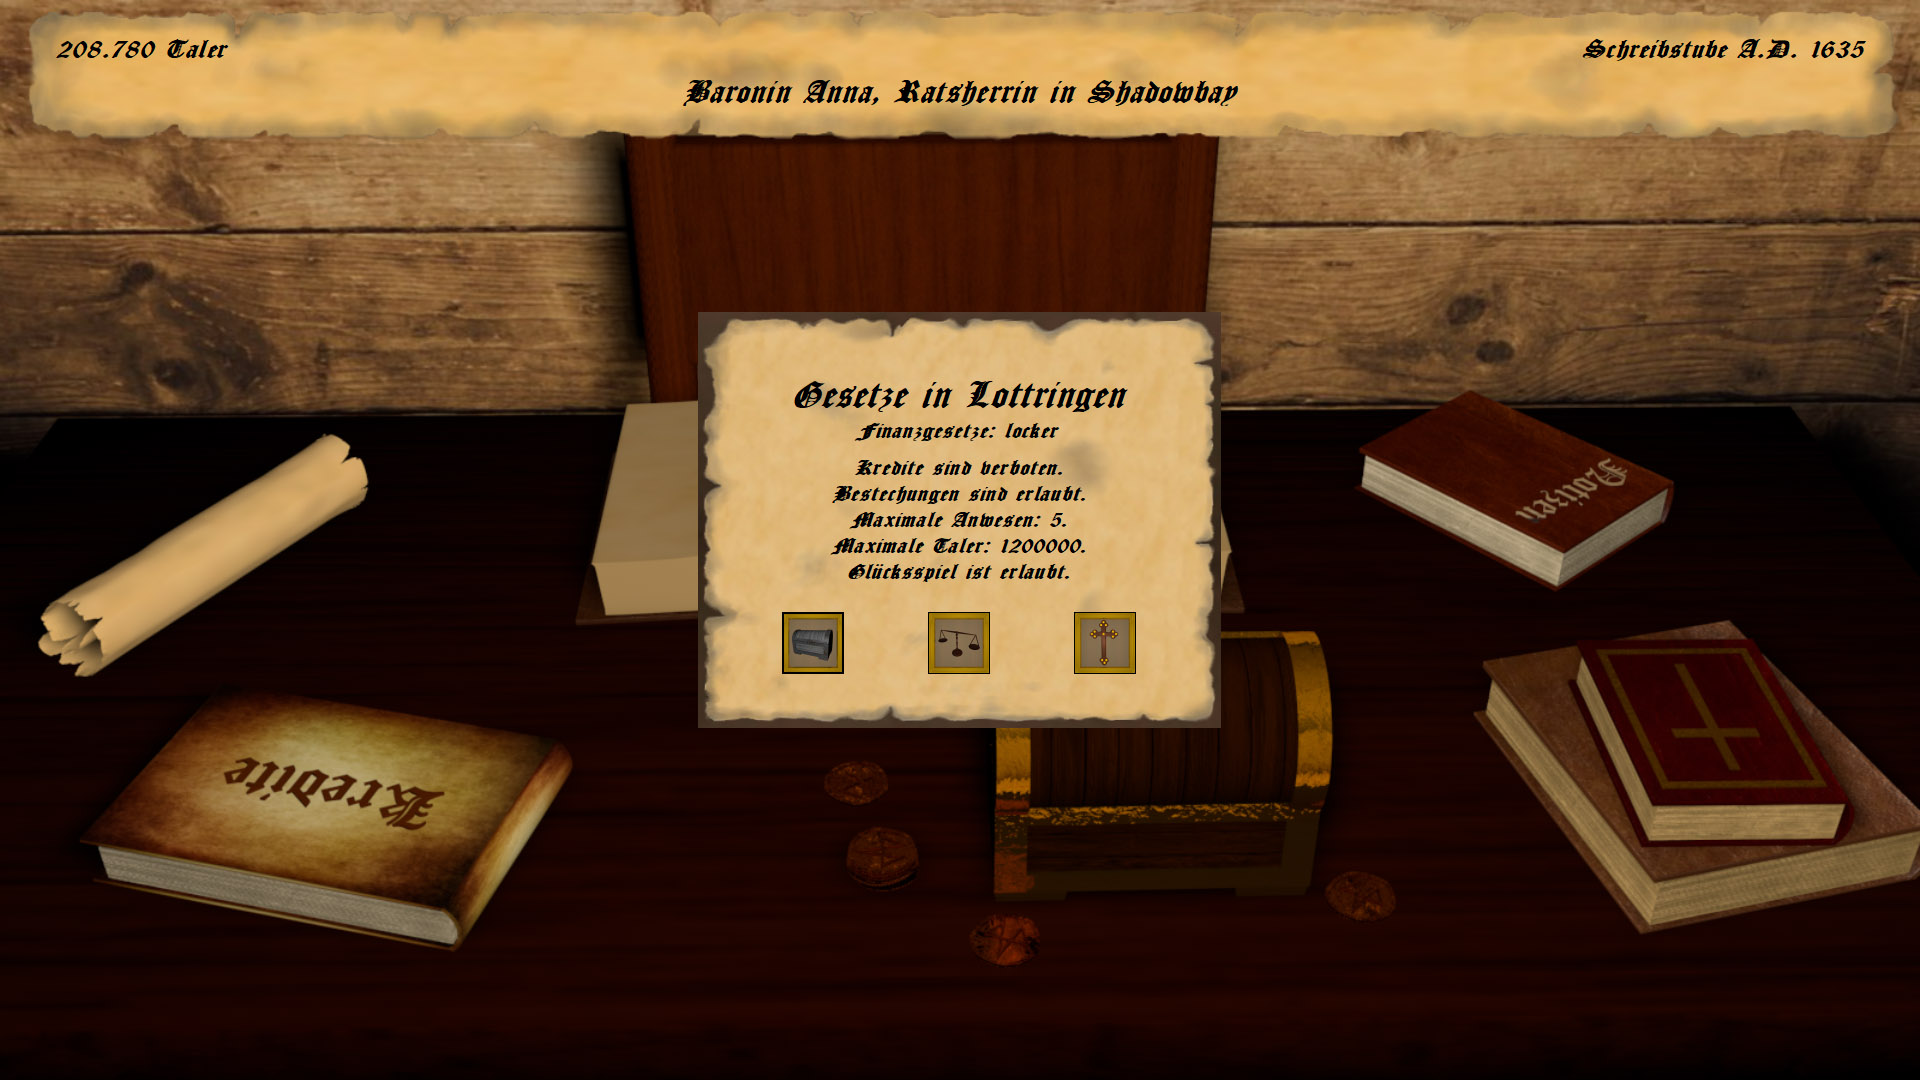 208.780 Taler
Schreibstube A.D. 1635
Baronin Anna, Ratsherrin in Shadowbay
Gesetze in Lottringen
Finanzgesetze: locker
Kredite sind verboten.
Bestechungen sind erlaubt.
Maximale Anwesen: 5.
Maximale Taler: 1200000.
Glücksspiel ist erlaubt.
Notizen
Kredite